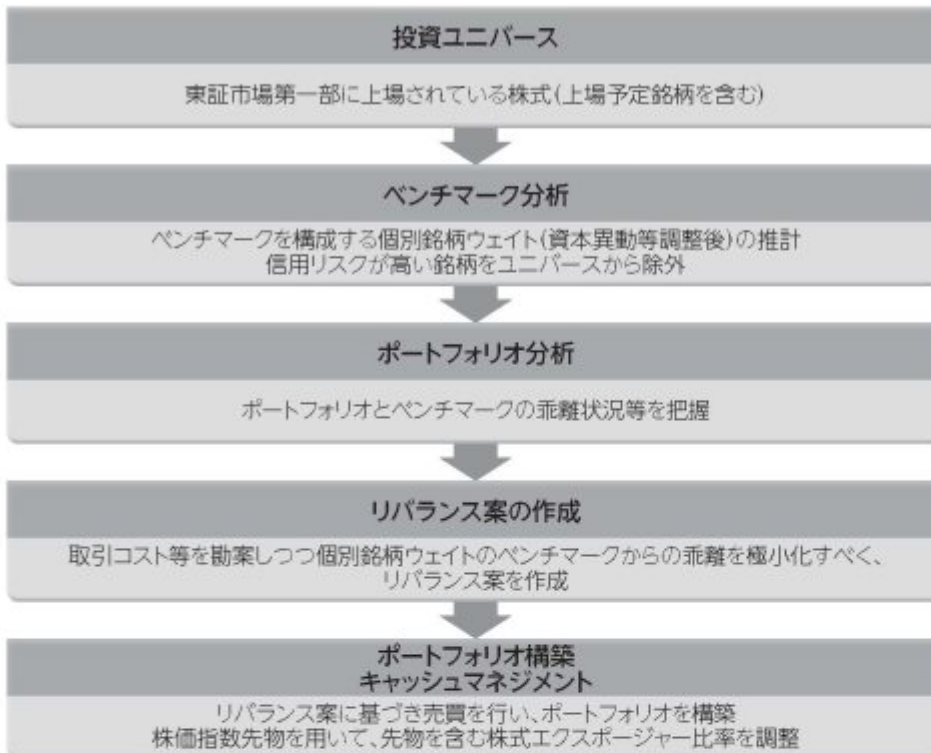 投資ユニバース
東証市場第一部に上場されている株式(上場予定銘柄を含む)
ベンチマーク分析
ベンチマークを構成する個別銘柄ウェイト(資本異動等調整後)の推計
信用リスクが高い銘柄をユニバースから除外
ポートフォリオ分析
ポートフォリオとベンチマークの乖離状況等を把握
リバランス案の作成
取引コスト等を勘案しつつ個別銘柄ウェイトのベンチマークからの乖離を極小化すべく、
リバランス案を作成
ポートフォリオ構築
キャッシュマネジメント
リバランス案に基づき売買を行い、ポートフォリオを構築
株価指数先物を用いて、先物を含む株式エクスポージャー比率を調整